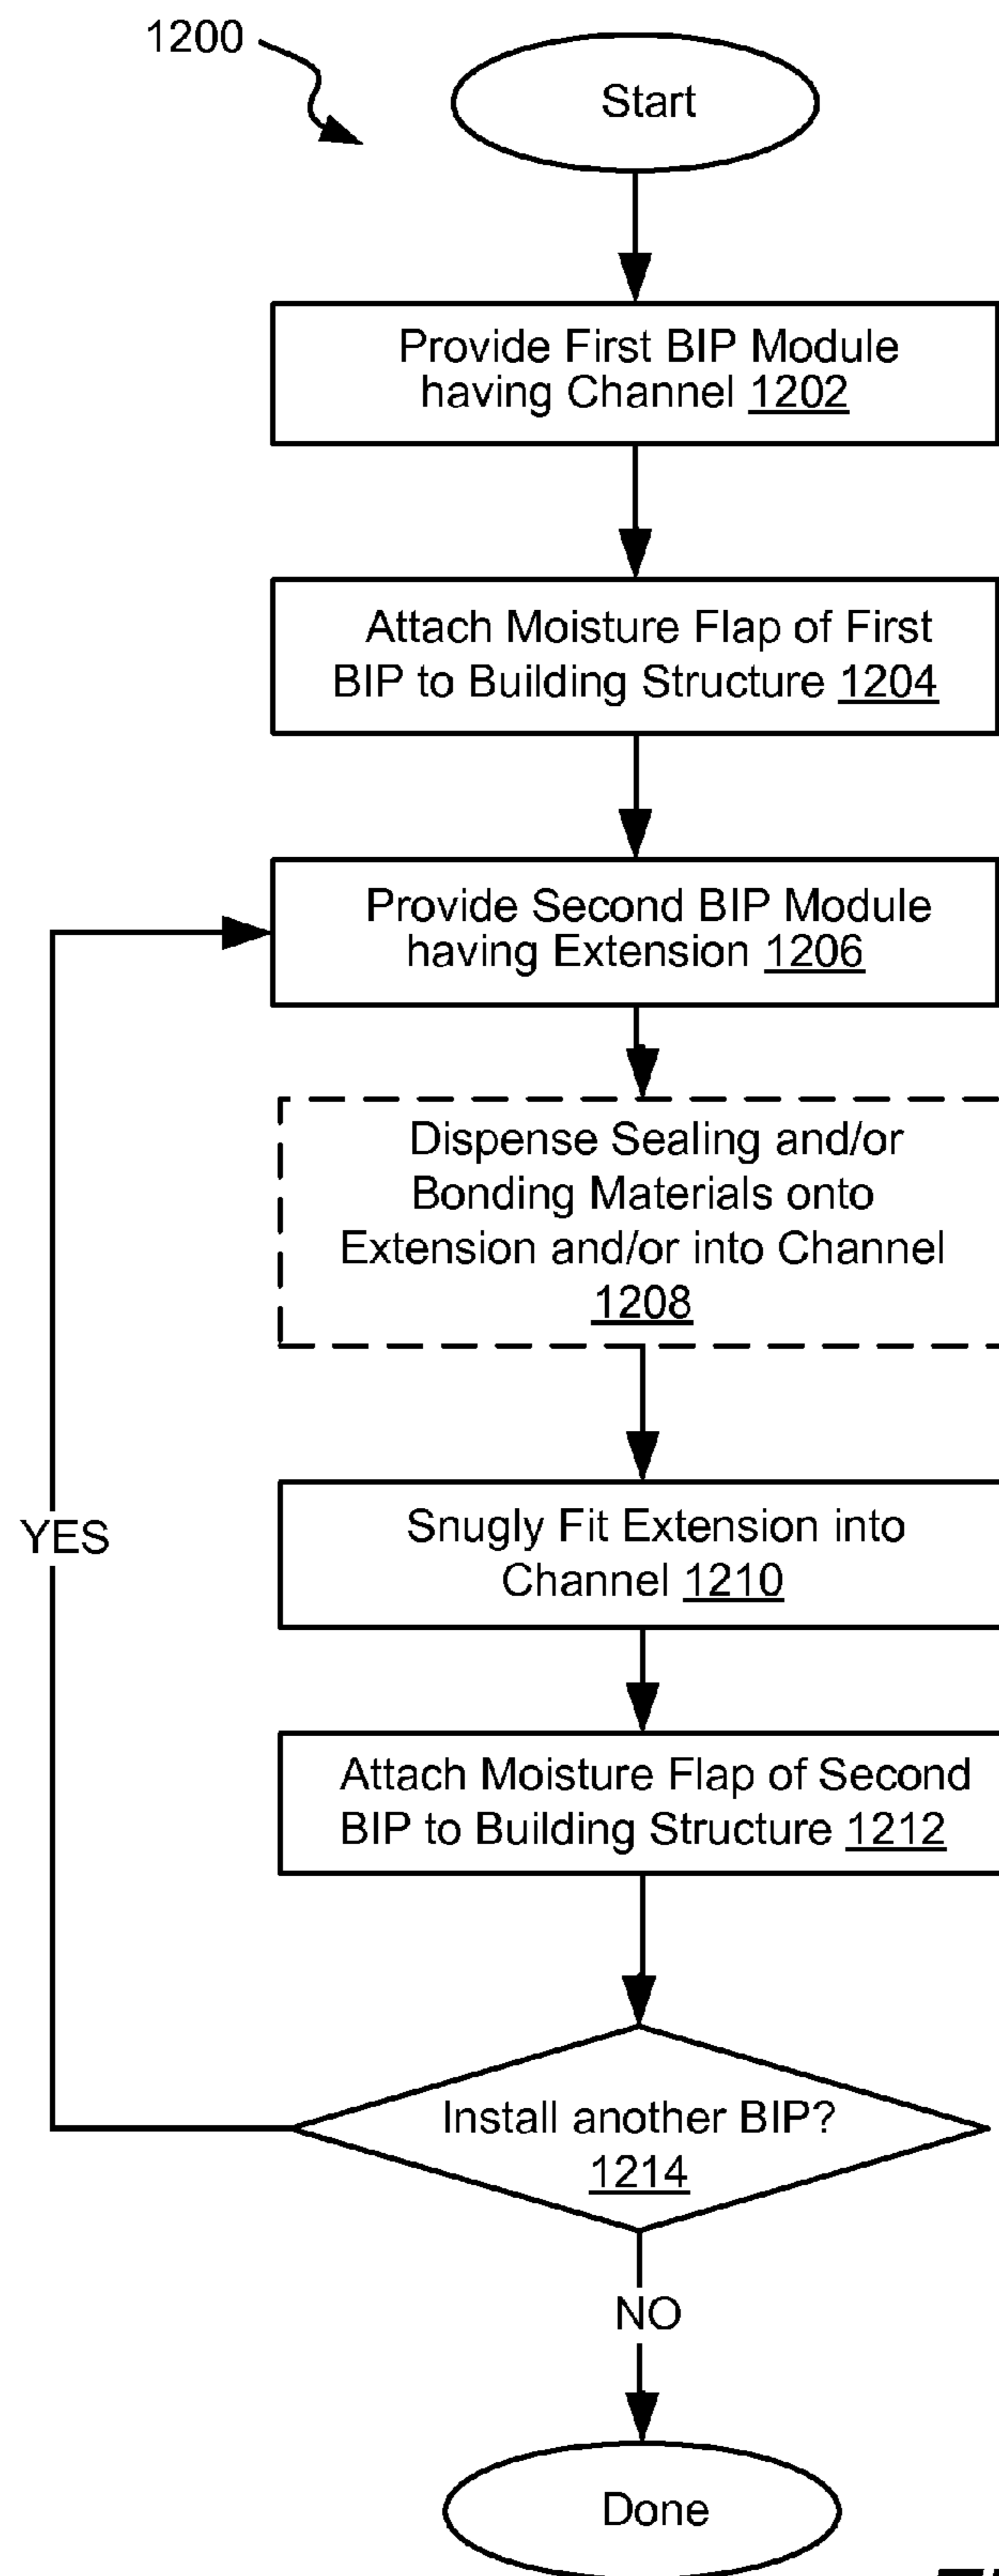 1200
Start
Provide First BIP Module
having Channel 1202
Attach Moisture Flap of First
BIP to Building Structure 1204
Provide Second BIP Module
having Extension 1206
Dispense Sealing and/or
Bonding Materials onto
Extension and/or into Channel
1208
Snugly Fit Extension into
Channel 1210
Attach Moisture Flap of Second
BIP to Building Structure 1212
YES
Install another BIP?
1214
NO
Done